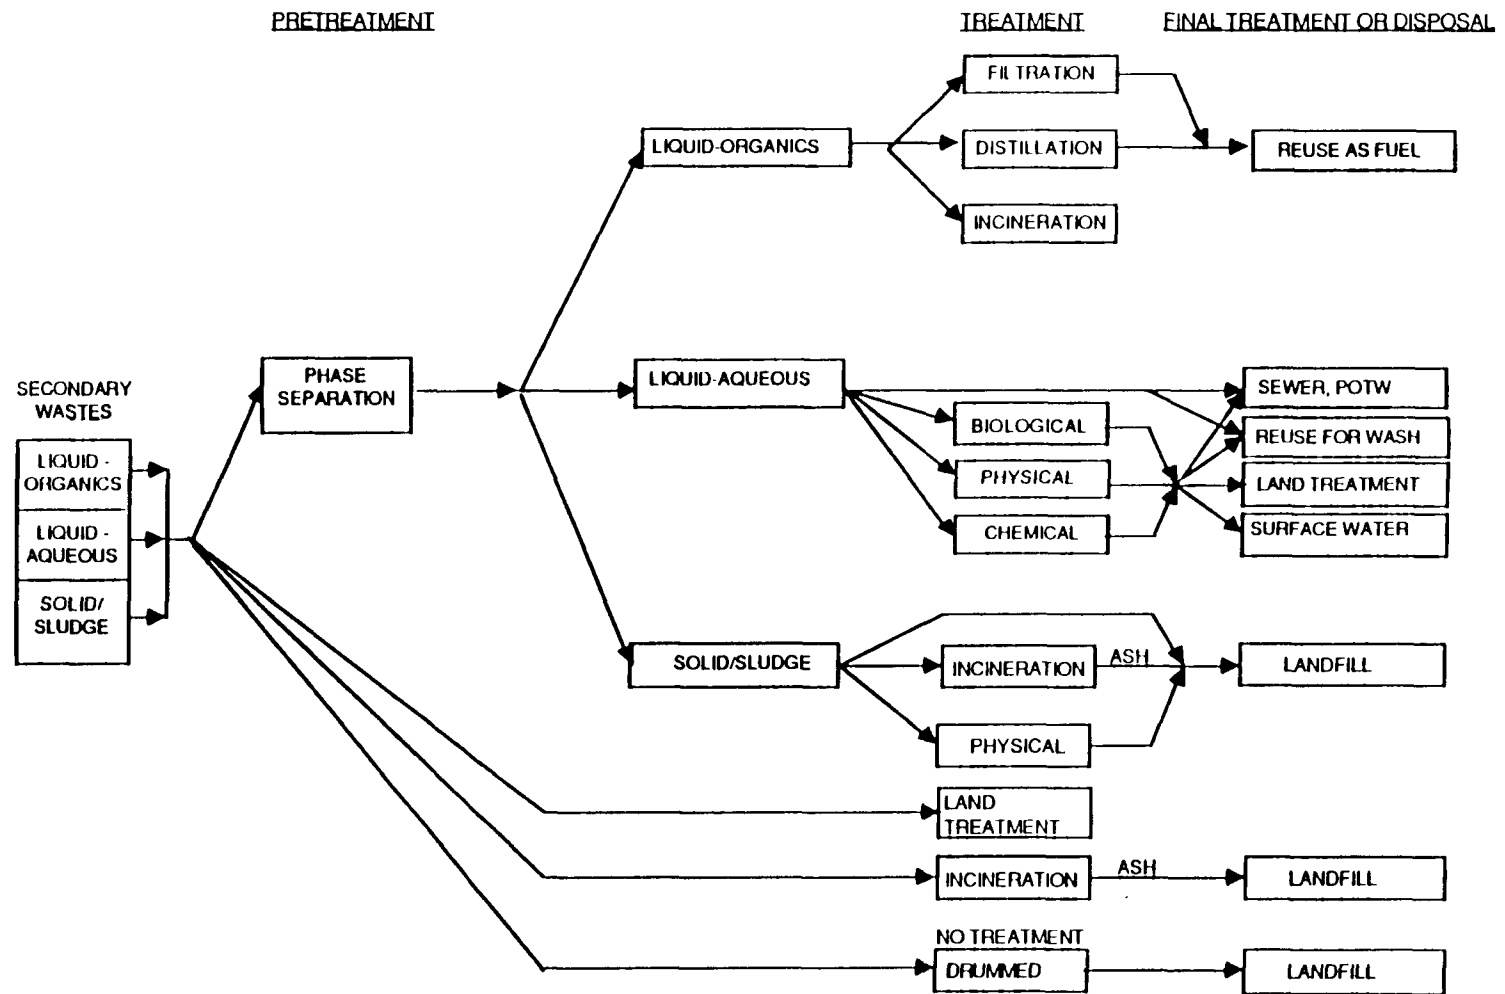 PRETREATMENT
TREATMENT
FINAL TREATMENT OR DISPOSAL
FILTRATION
LIQUID-ORGANICS
DISTILLATION
REUSE AS FUEL
INCINERATION
PHASE
SEPARATION
LIQUID-AQUEOUS
SEWER, POTW
SECONDARY
WASTES
BIOLOGICAL
REUSE FOR WASH
LIQUID -
ORGANICS
PHYSICAL
LAND TREATMENT
LIQUID -
AQUEOUS
CHEMICAL
SURFACE WATER
SOLID/
SLUDGE
SOLID/SLUDGE
INCINERATION
ASH
LANDFILL
PHYSICAL
LAND
TREATMENT
INCINERATION
ASH
LANDFILL
NO TREATMENT
DRUMMED
LANDFILL